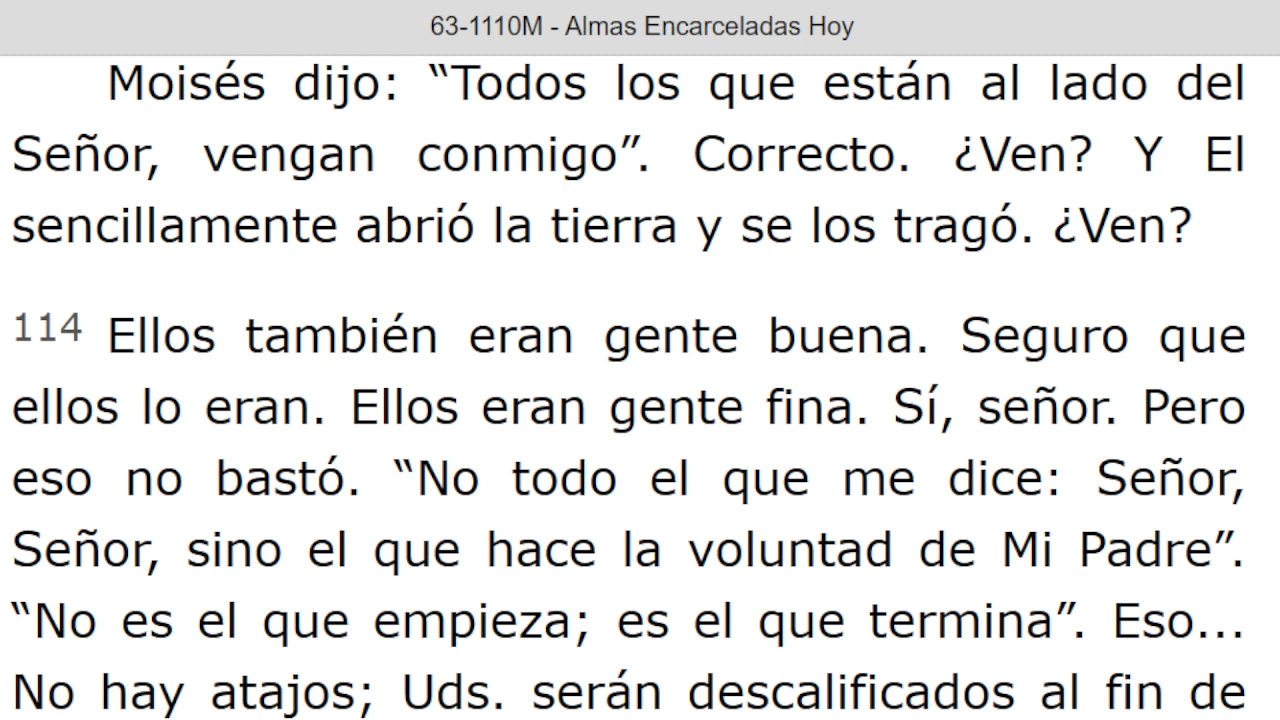 63-1110M - Almas Encarceladas Hoy
Moisés dijo: “Todos los que están al lado del
Señor, vengan conmigo”. Correcto. ¿Ven? Y El
sencillamente abrió la tierra y se los tragó. ¿Ven?
114 Ellos también eran gente buena. Seguro que
ellos lo eran. Ellos eran gente fina. Sí, señor. Pero
eso no bastó. “No todo el que me dice: Señor,
Señor, sino el que hace la voluntad de Mi Padre”.
“No es el que empieza; es el que termina”. Eso...
No hay atajos; Uds. serán descalificados al fin de